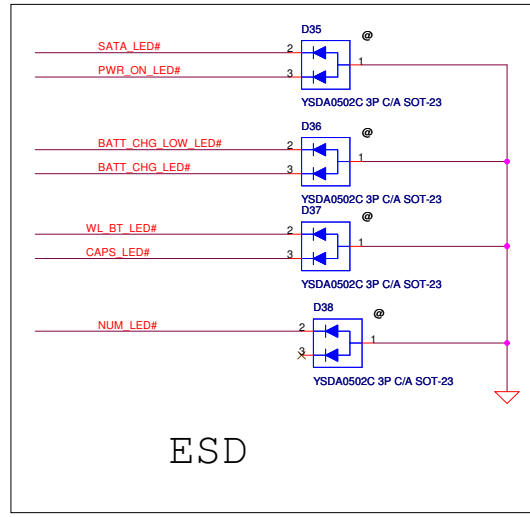 D35
@
SATA_LED#
2
1
PWR_ON_LED#
3
YSDA0502C 3P C/A SOT-23
D36
@
BATT_CHG_LOW_LED#
2
1
BATT_CHG_LED#
3
YSDA0502C 3P C/A SOT-23
D37
@
WL_BT_LED#
2
1
CAPS_LED#
3
YSDA0502C 3P C/A SOT-23
D38
@
NUM_LED#
2
1
3
YSDA0502C 3P C/A SOT-23
ESD